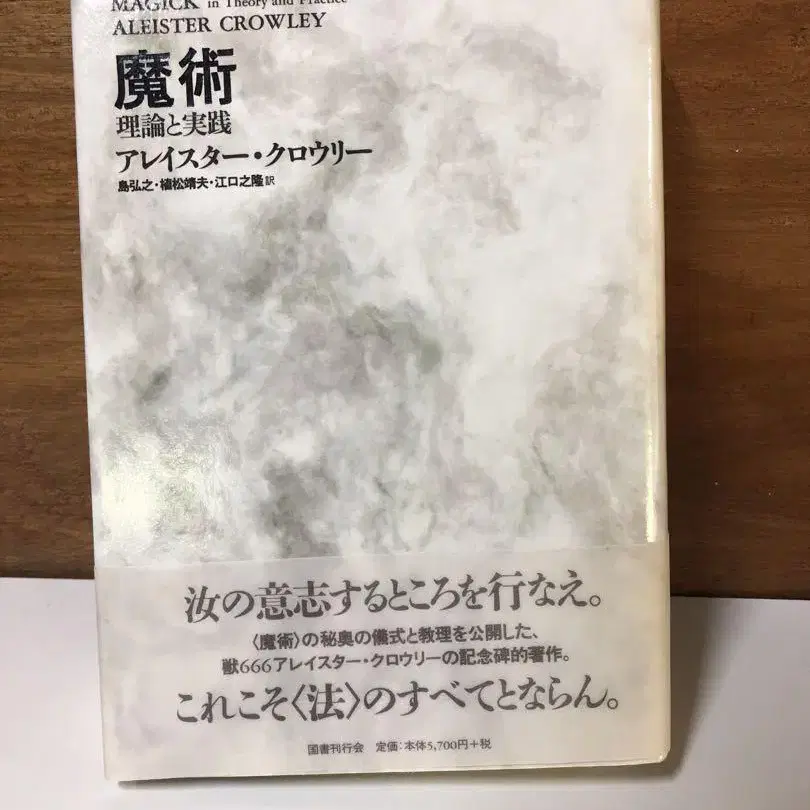 MAGICK in Theory and Practice
ALEISTER CROWLEY
魔術
理論と実践
アレイスター・クロウリー
島弘之・植松靖夫・江口之隆訳
汝の意志するところを行なえ。
〈魔術〉の秘奥の儀式と教理を公開した、
獣666アレイスター・クロウリーの記念碑的著作。
これこそ〈法〉のすべてとならん。
国書刊行会 定価：本体5,700円＋税